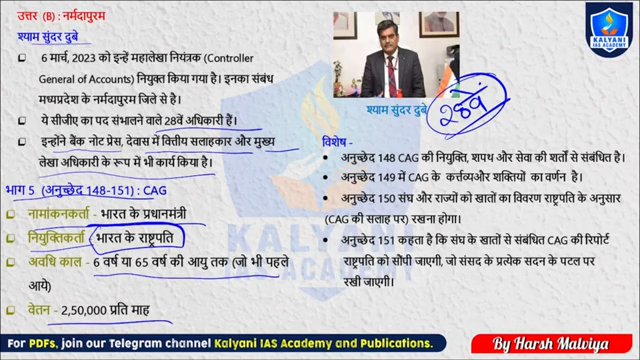 उत्तर (B) : नर्मदापुरम
श्याम सुंदर दुबे
6 मार्च, 2023 को इन्हें महालेखा नियंत्रक (Controller
General of Accounts) नियुक्त किया गया है। इनका संबंध
मध्यप्रदेश के नर्मदापुरम जिले से है।
ये सीजीए का पद संभालने वाले 28वें अधिकारी हैं।
इन्होंने बैंक नोट प्रेस, देवास में वित्तीय सलाहकार और मुख्य
लेखा अधिकारी के रूप में भी कार्य किया है।
भाग 5 (अनुच्छेद 148-151) : CAG
नामांकनकर्ता - भारत के प्रधानमंत्री
नियुक्तिकर्ता - भारत के राष्ट्रपति
अवधि काल - 6 वर्ष या 65 वर्ष की आयु तक (जो भी पहले
आये)
वेतन - 2,50,000 प्रति माह
KALYANI
IAS ACADEMY
श्याम सुंदर दुबे
28वें
विशेष -
अनुच्छेद 148 CAG की नियुक्ति, शपथ और सेवा की शर्तों से संबंधित है।
अनुच्छेद 149 में CAG के कर्त्तव्य और शक्तियों का वर्णन है।
अनुच्छेद 150 संघ और राज्यों को खातों का विवरण राष्ट्रपति के अनुसार
(CAG की सताह पर) रखना होगा।
अनुच्छेद 151 कहता है कि संघ के खातों से संबंधित CAG की रिपोर्ट
राष्ट्रपति को सौंपी जाएगी, जो संसद के प्रत्येक सदन के पटल पर
रखी जाएगी।
For PDFs, join our Telegram channel Kalyani IAS Academy and Publications.
By Harsh Malviya